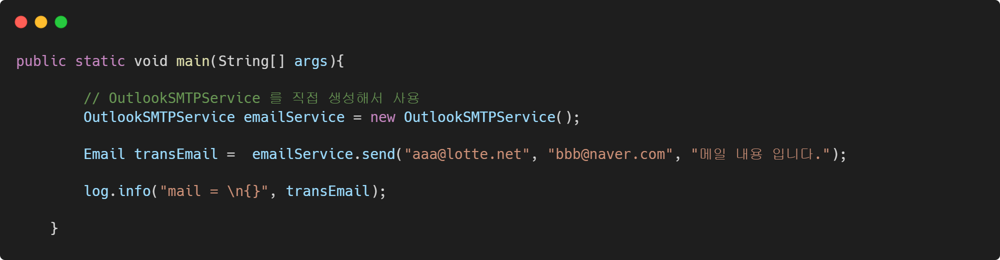 public static void main(String[] args){
// OutlookSMTPService 를 직접 생성해서 사용
OutlookSMTPService emailService = new OutlookSMTPService();
Email transEmail =  emailService.send("aaa@lotte.net", "bbb@naver.com", "메일 내용 입니다.");
log.info("mail = \n{}", transEmail);
}